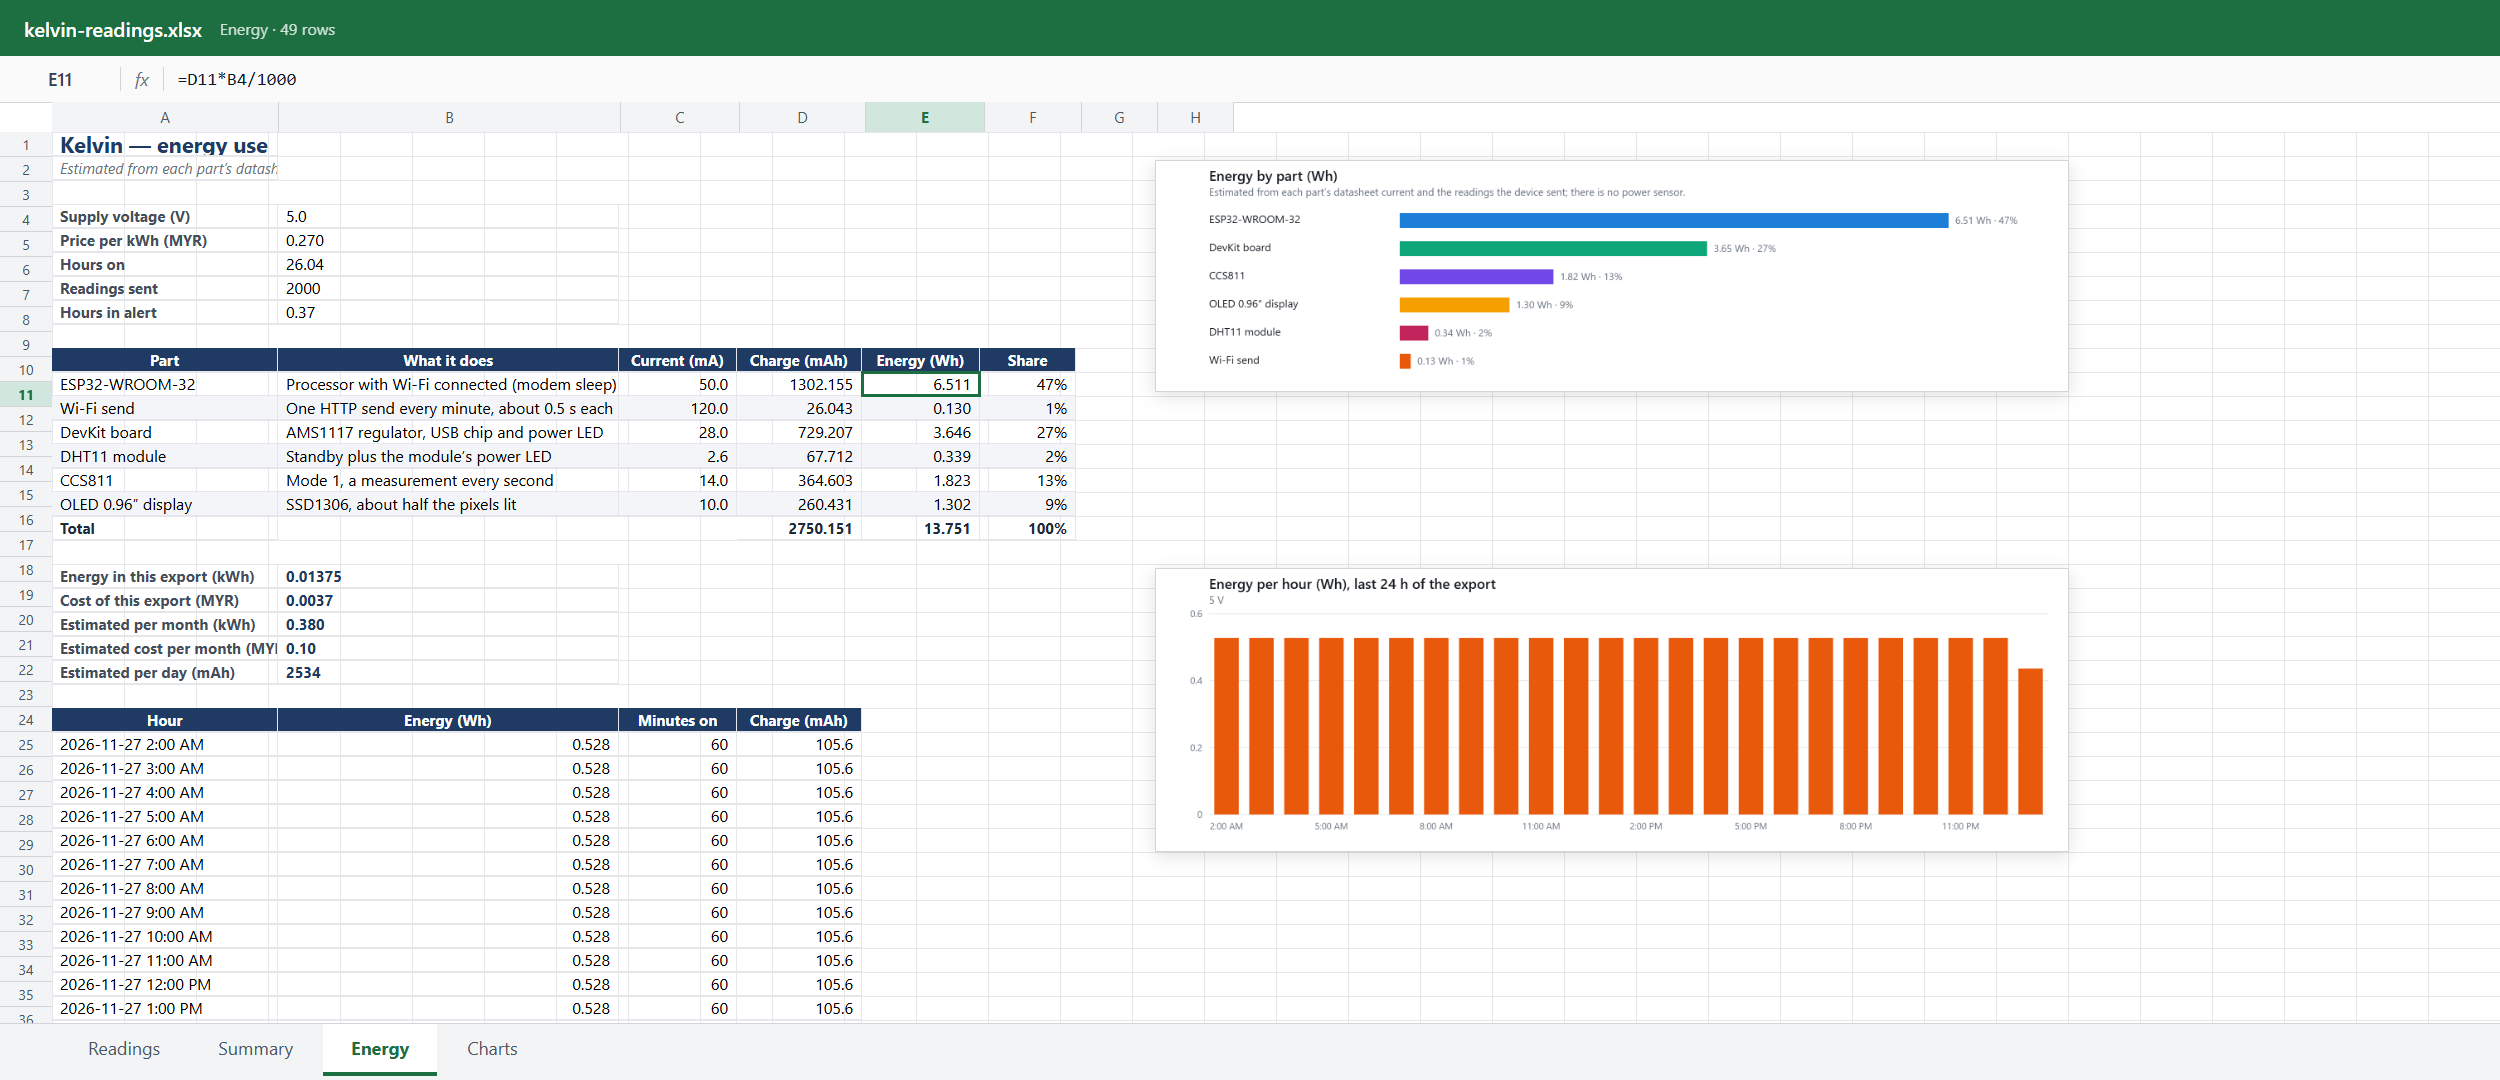 kelvin-readings.xlsx Energy · 49 rows
E11 fx =D11*B4/1000
A B C D E F G H
1 Kelvin — energy use
2 Estimated from each part's datash
3
4 Supply voltage (V) 5.0
5 Price per kWh (MYR) 0.270
6 Hours on 26.04
7 Readings sent 2000
8 Hours in alert 0.37
9
10 Part What it does Current (mA) Charge (mAh) Energy (Wh) Share
11 ESP32-WROOM-32 Processor with Wi-Fi connected (modem sleep) 50.0 1302.155 6.511 47%
12 Wi-Fi send One HTTP send every minute, about 0.5 s each 120.0 26.043 0.130 1%
13 DevKit board AMS1117 regulator, USB chip and power LED 28.0 729.207 3.646 27%
14 DHT11 module Standby plus the module's power LED 2.6 67.712 0.339 2%
15 CCS811 Mode 1, a measurement every second 14.0 364.603 1.823 13%
16 OLED 0.96″ display SSD1306, about half the pixels lit 10.0 260.431 1.302 9%
17 Total 2750.151 13.751 100%
18
19 Energy in this export (kWh) 0.01375
20 Cost of this export (MYR) 0.0037
21 Estimated per month (kWh) 0.380
22 Estimated cost per month (MY 0.10
23 Estimated per day (mAh) 2534
24 Hour Energy (Wh) Minutes on Charge (mAh)
25 2026-11-27 2:00 AM 0.528 60 105.6
26 2026-11-27 3:00 AM 0.528 60 105.6
27 2026-11-27 4:00 AM 0.528 60 105.6
28 2026-11-27 5:00 AM 0.528 60 105.6
29 2026-11-27 6:00 AM 0.528 60 105.6
30 2026-11-27 7:00 AM 0.528 60 105.6
31 2026-11-27 8:00 AM 0.528 60 105.6
32 2026-11-27 9:00 AM 0.528 60 105.6
33 2026-11-27 10:00 AM 0.528 60 105.6
34 2026-11-27 11:00 AM 0.528 60 105.6
35 2026-11-27 12:00 PM 0.528 60 105.6
36 2026-11-27 1:00 PM 0.528 60 105.6
Energy by part (Wh)
Estimated from each part's datasheet current and the readings the device sent; there is no power sensor.
ESP32-WROOM-32 6.51 Wh · 47%
DevKit board 3.65 Wh · 27%
CCS811 1.82 Wh · 13%
OLED 0.96″ display 1.30 Wh · 9%
DHT11 module 0.34 Wh · 2%
Wi-Fi send 0.13 Wh · 1%
Energy per hour (Wh), last 24 h of the export
5 V
0.6
0.4
0.2
0
2:00 AM 5:00 AM 8:00 AM 11:00 AM 2:00 PM 5:00 PM 8:00 PM 11:00 PM
Readings Summary Energy Charts